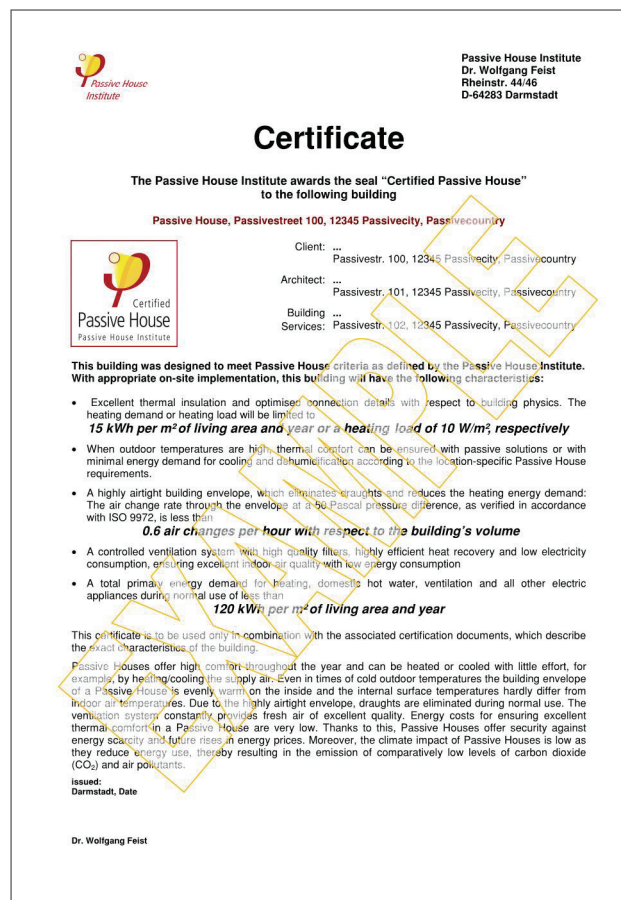 Passive House
Institute
Passive House Institute
Dr. Wolfgang Feist
Rheinstr. 44/46
D-64283 Darmstadt
Certificate
The Passive House Institute awards the seal “Certified Passive House”
to the following building
Passive House, Passivestreet 100, 12345 Passivecity, Passivecountry
Certified
Passive House
Passive House Institute
Client: ...
Passivestr. 100, 12345 Passivecity, Passivecountry
Architect: ...
Passivestr. 101, 12345 Passivecity, Passivecountry
Building ...
Services: Passivestr. 102, 12345 Passivecity, Passivecountry
This building was designed to meet Passive House criteria as defined by the Passive House Institute.
With appropriate on-site implementation, this building will have the following characteristics:
• Excellent thermal insulation and optimised connection details with respect to building physics. The
heating demand or heating load will be limited to
15 kWh per m² of living area and year or a heating load of 10 W/m², respectively
• When outdoor temperatures are high, thermal comfort can be ensured with passive solutions or with
minimal energy demand for cooling and dehumidification according to the location-specific Passive House
requirements.
• A highly airtight building envelope, which eliminates draughts and reduces the heating energy demand:
The air change rate through the envelope at a 50 Pascal pressure difference, as verified in accordance
with ISO 9972, is less than
0.6 air changes per hour with respect to the building’s volume
• A controlled ventilation system with high quality filters, highly efficient heat recovery and low electricity
consumption, ensuring excellent indoor air quality with low energy consumption
• A total primary energy demand for heating, domestic hot water, ventilation and all other electric
appliances during normal use of less than
120 kWh per m² of living area and year
This certificate is to be used only in combination with the associated certification documents, which describe
the exact characteristics of the building.
Passive Houses offer high comfort throughout the year and can be heated or cooled with little effort, for
example, by heating/cooling the supply air. Even in times of cold outdoor temperatures the building envelope
of a Passive House is evenly warm on the inside and the internal surface temperatures hardly differ from
indoor air temperatures. Due to the highly airtight envelope, draughts are eliminated during normal use. The
ventilation system constantly provides fresh air of excellent quality. Energy costs for ensuring excellent
thermal comfort in a Passive House are very low. Thanks to this, Passive Houses offer security against
energy scarcity and future rises in energy prices. Moreover, the climate impact of Passive Houses is low as
they reduce energy use, thereby resulting in the emission of comparatively low levels of carbon dioxide
(CO₂) and air pollutants.
issued:
Darmstadt, Date
Dr. Wolfgang Feist
EXAMPLE